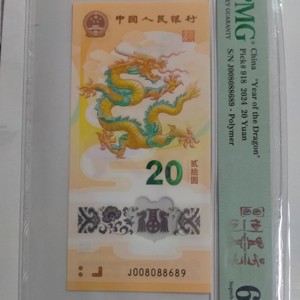 中国人民银行
20
贰拾圆
J008088689
PMG
China "Year of the Dragon"
Pick# 918 2024 20 Yuan
S/N J008088689 - Polymer
6